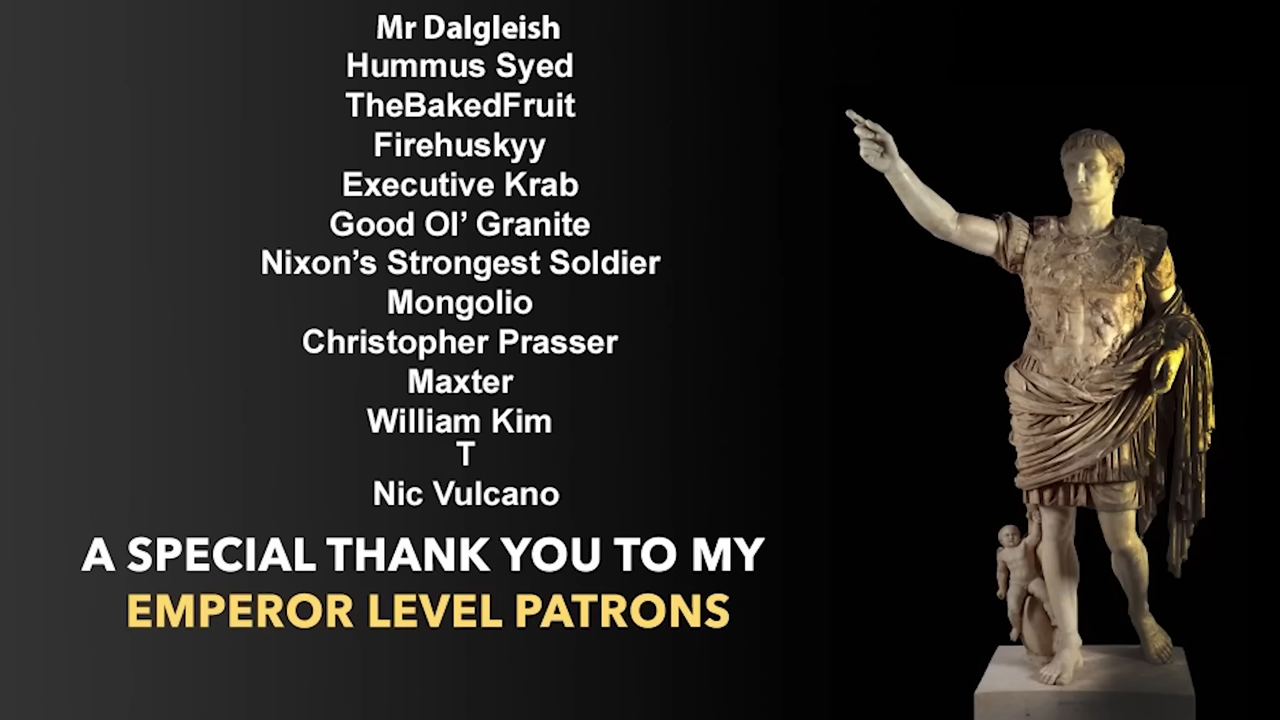 Mr Dalgleish
Hummus Syed
TheBakedFruit
Firehuskyy
Executive Krab
Good Ol’ Granite
Nixon’s Strongest Soldier
Mongolio
Christopher Prasser
Maxter
William Kim
T
Nic Vulcano
A SPECIAL THANK YOU TO MY
EMPEROR LEVEL PATRONS